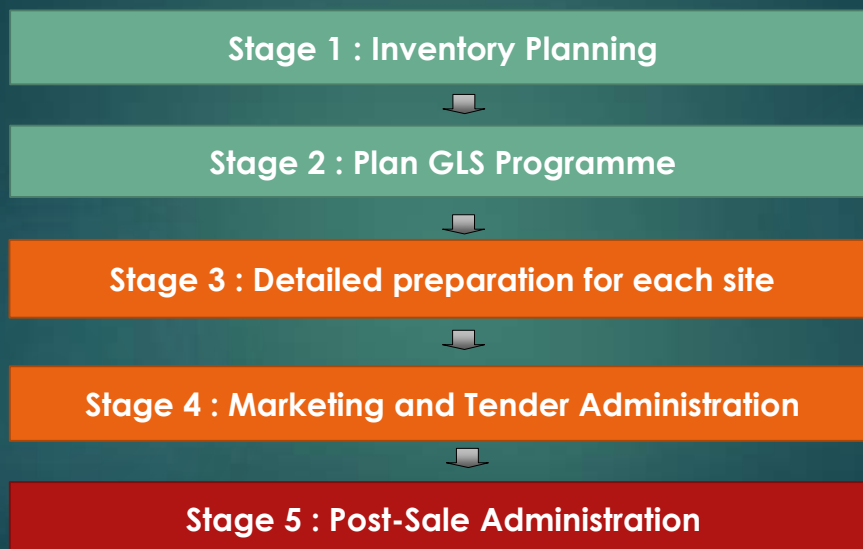 Stage 1 : Inventory Planning
Stage 2 : Plan GLS Programme
Stage 3 : Detailed preparation for each site
Stage 4 : Marketing and Tender Administration
Stage 5 : Post-Sale Administration